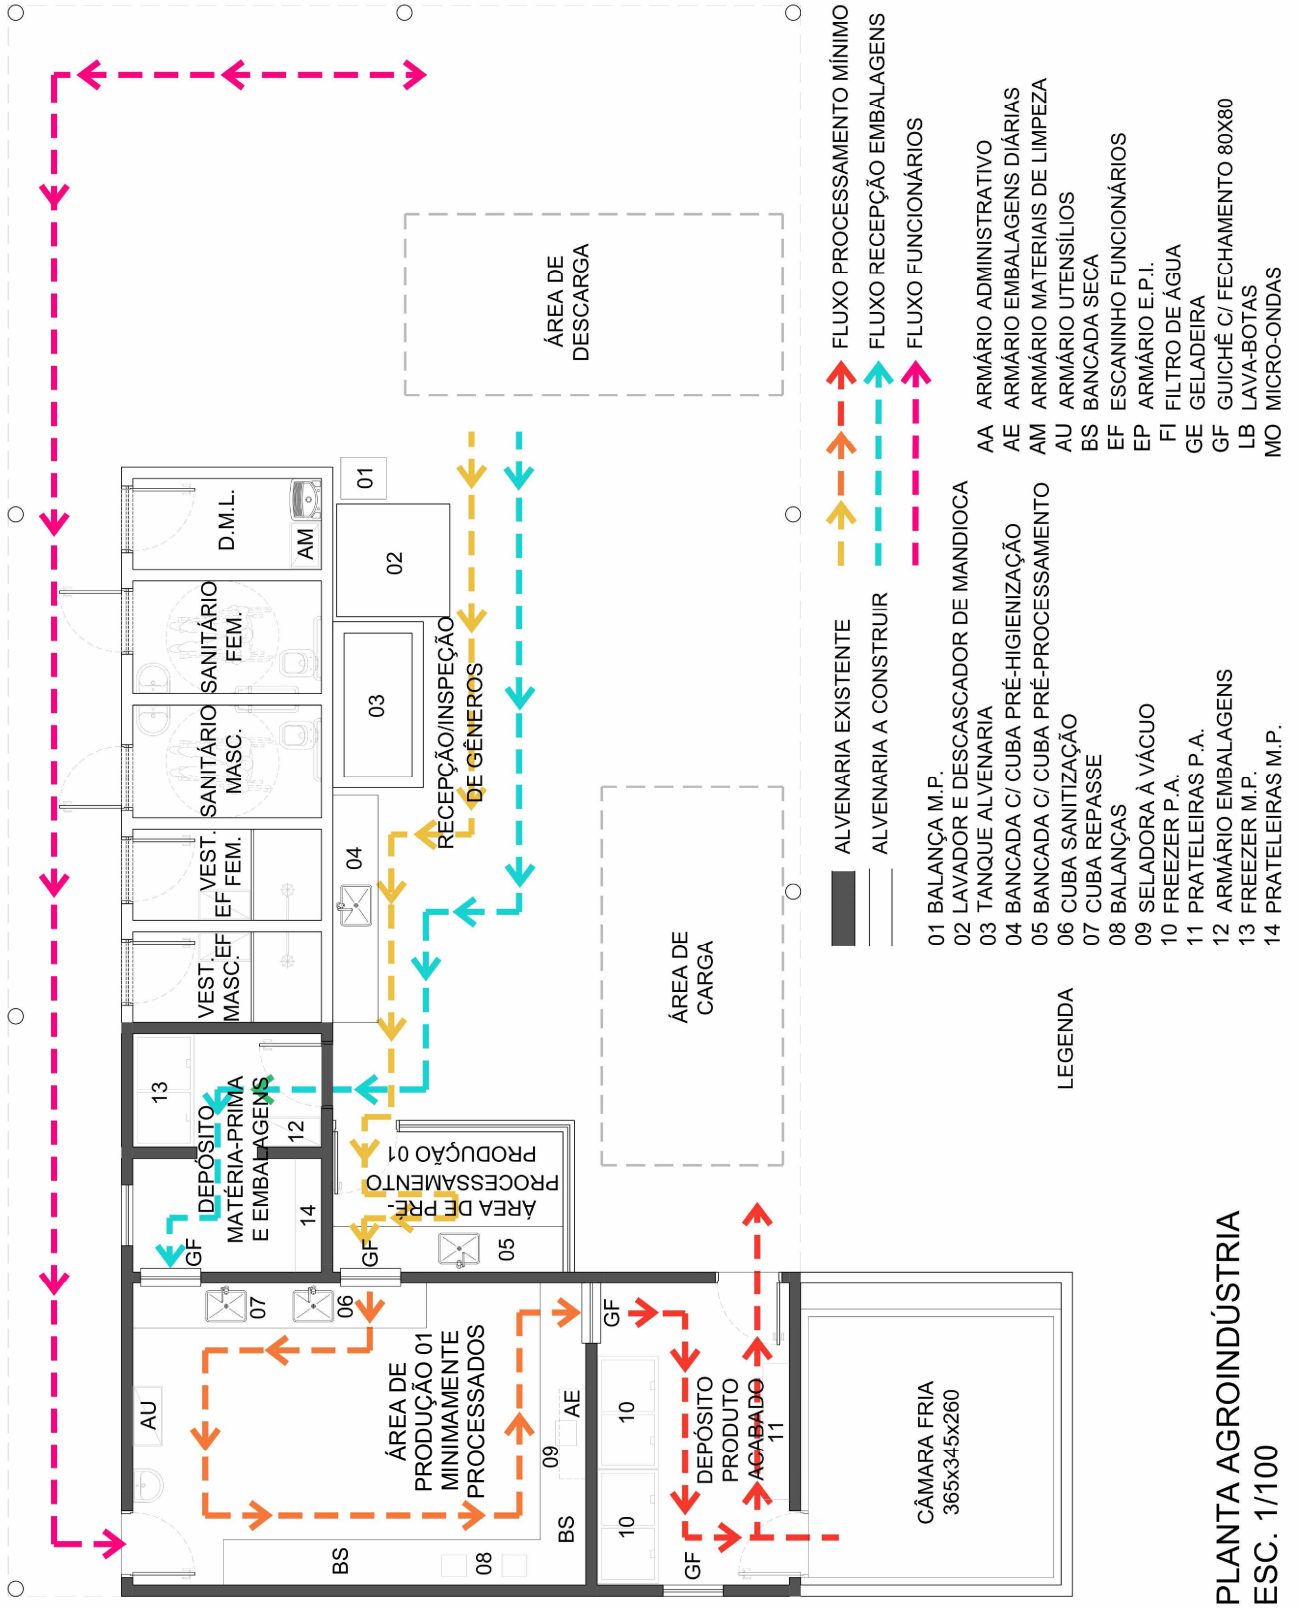 D.M.L.
AM
01
SANITÁRIO
FEM.
02
SANITÁRIO
MASC.
03
RECEPÇÃO/INSPEÇÃO
DE GÊNEROS
VEST.
FEM.
EF
04
VEST.
MASC.
EF
ÁREA DE
DESCARGA
ÁREA DE
CARGA
13
DEPÓSITO
MATÉRIA-PRIMA
E EMBALAGENS
12
14
GF
ÁREA DE PRÉ-
PROCESSAMENTO
PRODUÇÃO 01
GF
05
07
06
AU
ÁREA DE
PRODUÇÃO 01
MINIMAMENTE
PROCESSADOS
AE
09
BS
BS
08
GF
10
10
DEPÓSITO
PRODUTO
ACABADO
11
GF
CÂMARA FRIA
365x345x260
PLANTA AGROINDÚSTRIA
ESC. 1/100
LEGENDA
ALVENARIA EXISTENTE
ALVENARIA A CONSTRUIR
FLUXO PROCESSAMENTO MÍNIMO
FLUXO RECEPÇÃO EMBALAGENS
FLUXO FUNCIONÁRIOS
01 BALANÇA M.P.
02 LAVADOR E DESCASCADOR DE MANDIOCA
03 TANQUE ALVENARIA
04 BANCADA C/ CUBA PRÉ-HIGIENIZAÇÃO
05 BANCADA C/ CUBA PRÉ-PROCESSAMENTO
06 CUBA SANITIZAÇÃO
07 CUBA REPASSE
08 BALANÇAS
09 SELADORA À VÁCUO
10 FREEZER P.A.
11 PRATELEIRAS P.A.
12 ARMÁRIO EMBALAGENS
13 FREEZER M.P.
14 PRATELEIRAS M.P.
AA ARMÁRIO ADMINISTRATIVO
AE ARMÁRIO EMBALAGENS DIÁRIAS
AM ARMÁRIO MATERIAIS DE LIMPEZA
AU ARMÁRIO UTENSÍLIOS
BS BANCADA SECA
EF ESCANINHO FUNCIONÁRIOS
EP ARMÁRIO E.P.I.
FI FILTRO DE ÁGUA
GE GELADEIRA
GF GUICHÊ C/ FECHAMENTO 80X80
LB LAVA-BOTAS
MO MICRO-ONDAS